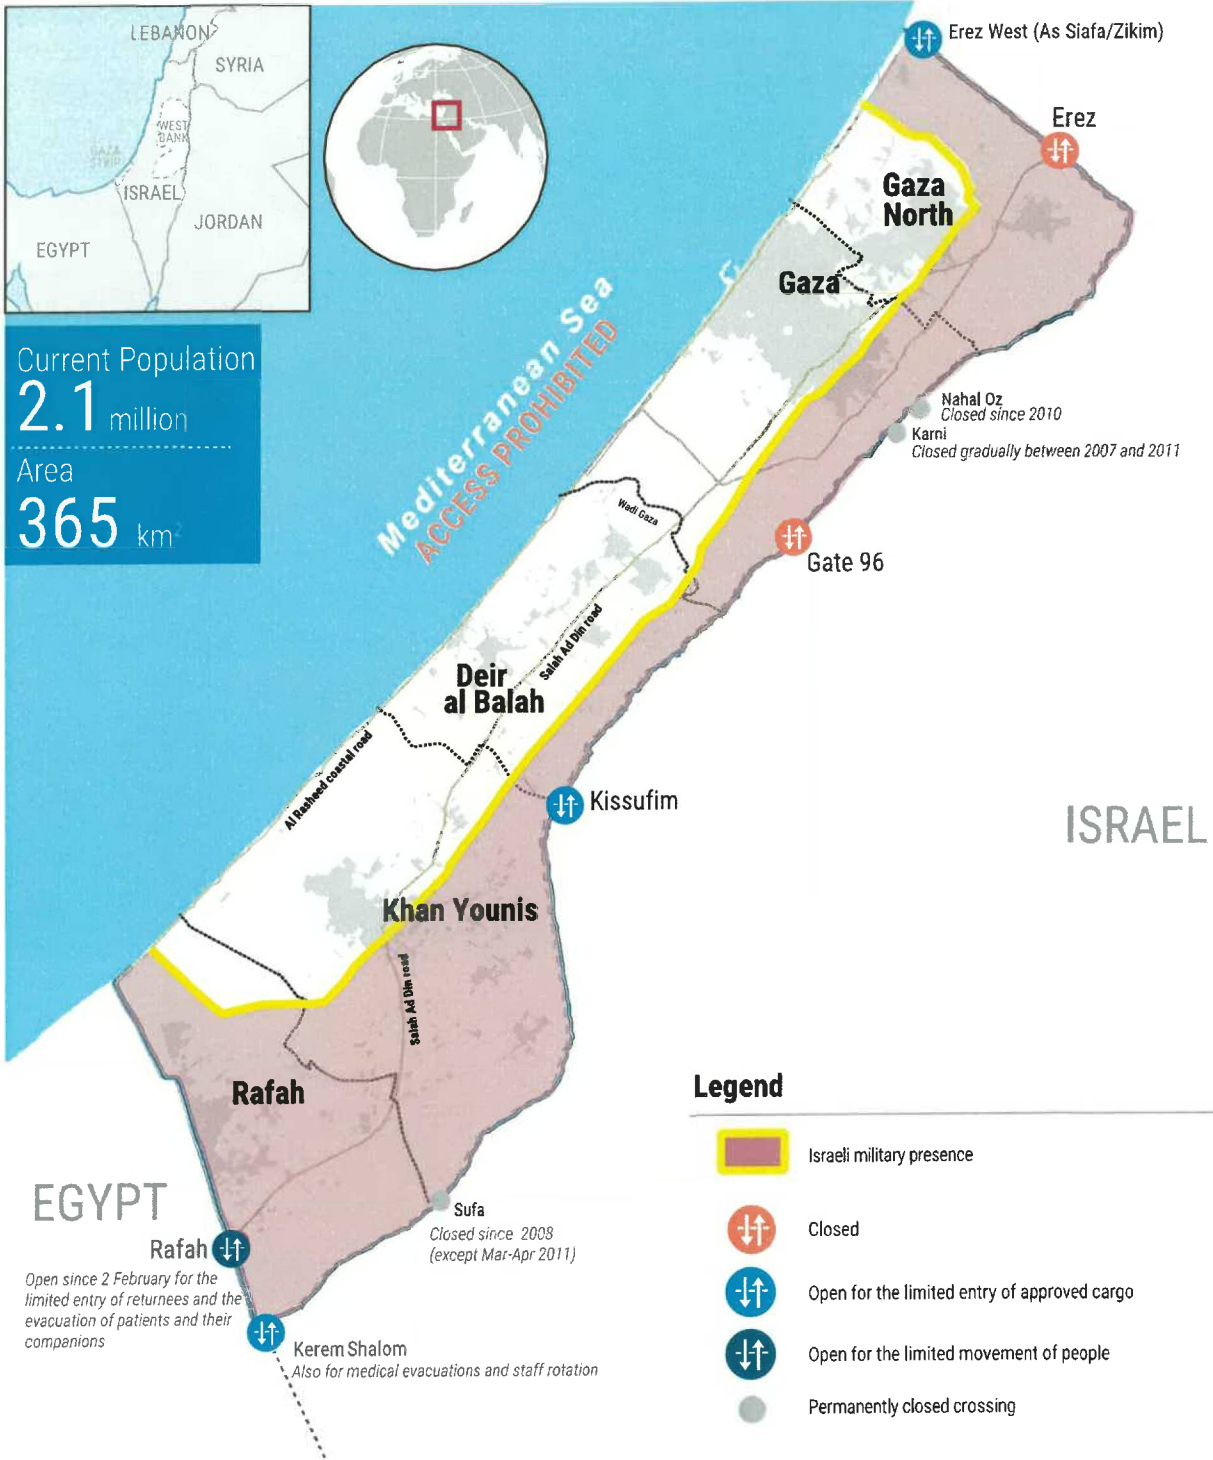 LEBANON
SYRIA
WEST
BANK
GAZA
STRIP
ISRAEL
JORDAN
EGYPT
Erez West (As Siafa/Zikim)
Erez
Gaza
North
Gaza
Mediterranean Sea
ACCESS PROHIBITED
Current Population
2.1 million
Area
365 km²
Nahal Oz
Closed since 2010
Karni
Closed gradually between 2007 and 2011
Wadi Gaza
Gate 96
Salah Ad Din road
Deir
al Balah
Al Rasheed coastal road
Kissufim
ISRAEL
Khan Younis
Salah Ad Din road
Rafah
EGYPT
Rafah
Open since 2 February for the
limited entry of returnees and the
evacuation of patients and their
companions
Sufa
Closed since 2008
(except Mar-Apr 2011)
Kerem Shalom
Also for medical evacuations and staff rotation
Legend
Israeli military presence
Closed
Open for the limited entry of approved cargo
Open for the limited movement of people
Permanently closed crossing